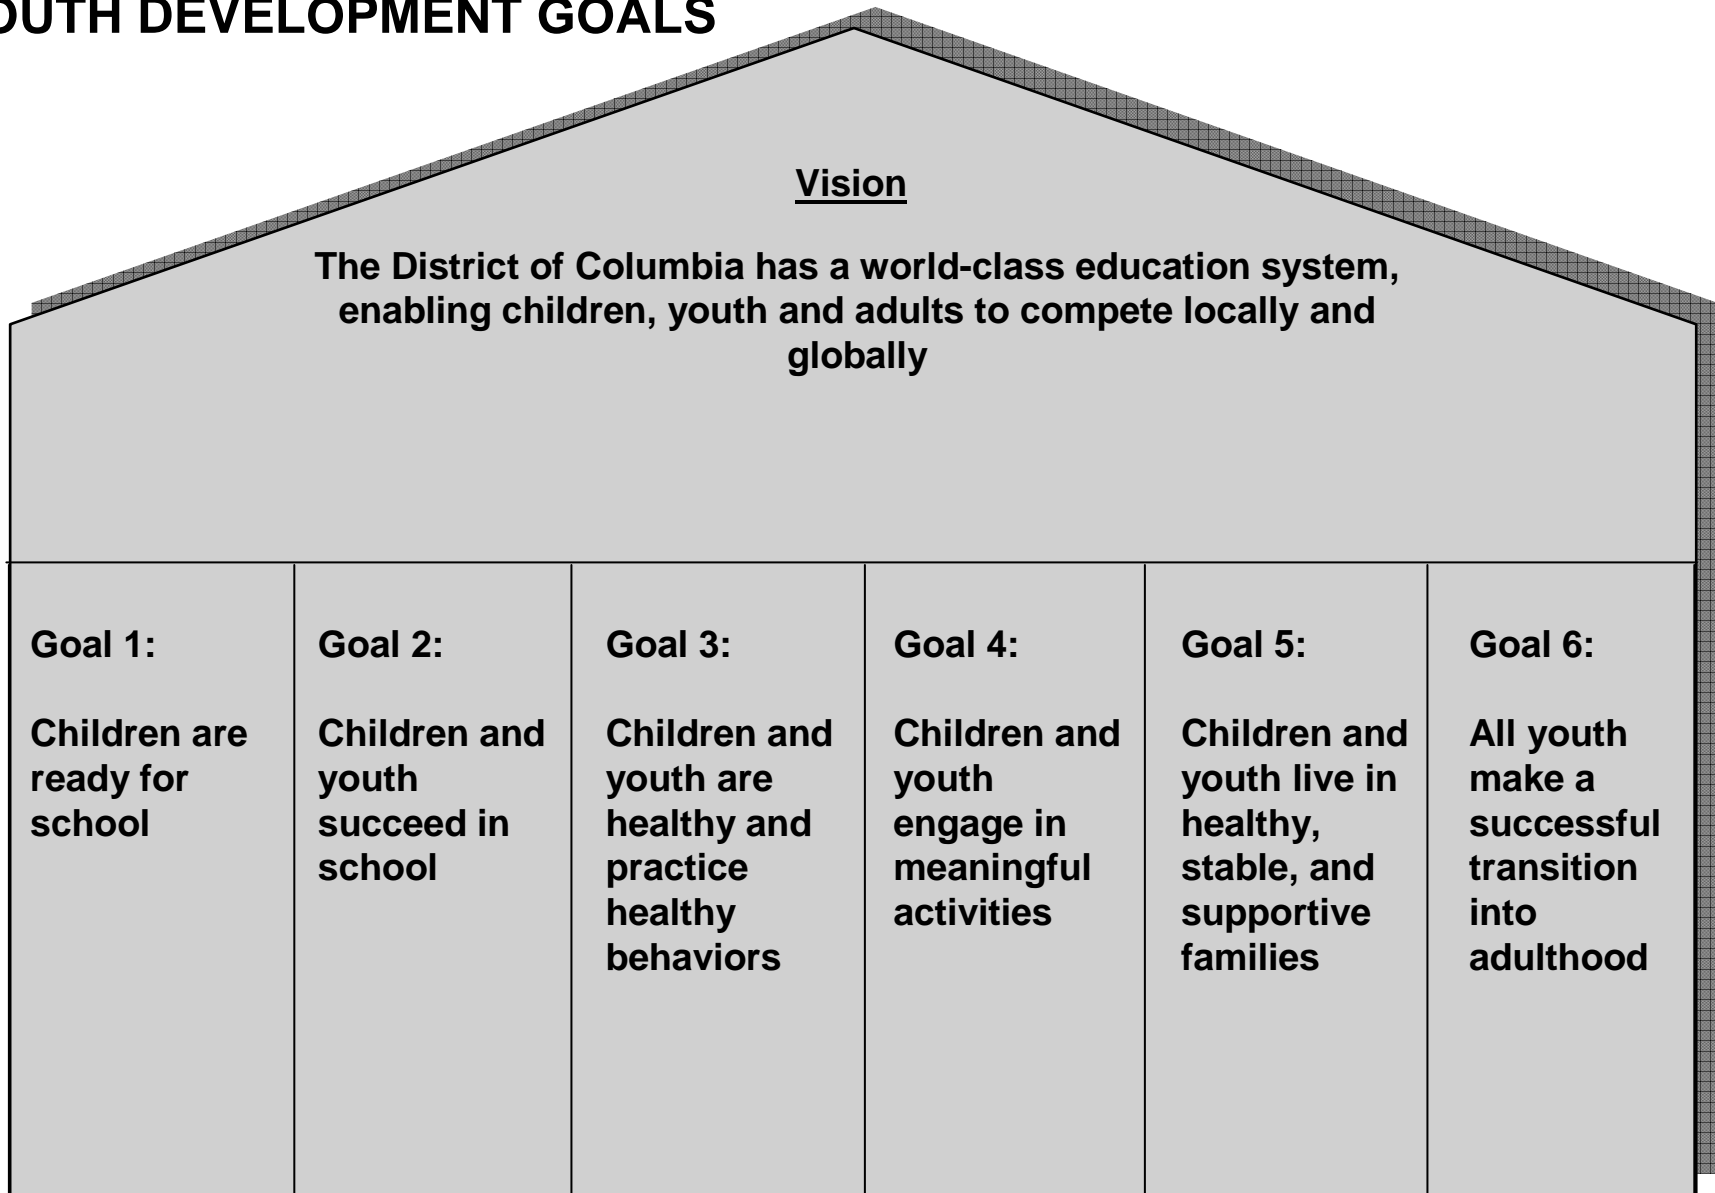 OUTH DEVELOPMENT GOALS
Vision
The District of Columbia has a world-class education system,
enabling children, youth and adults to compete locally and
globally
Goal 1:
Children are
ready for
school
Goal 2:
Children and
youth
succeed in
school
Goal 3:
Children and
youth are
healthy and
practice
healthy
behaviors
Goal 4:
Children and
youth
engage in
meaningful
activities
Goal 5:
Children and
youth live in
healthy,
stable, and
supportive
families
Goal 6:
All youth
make a
successful
transition
into
adulthood